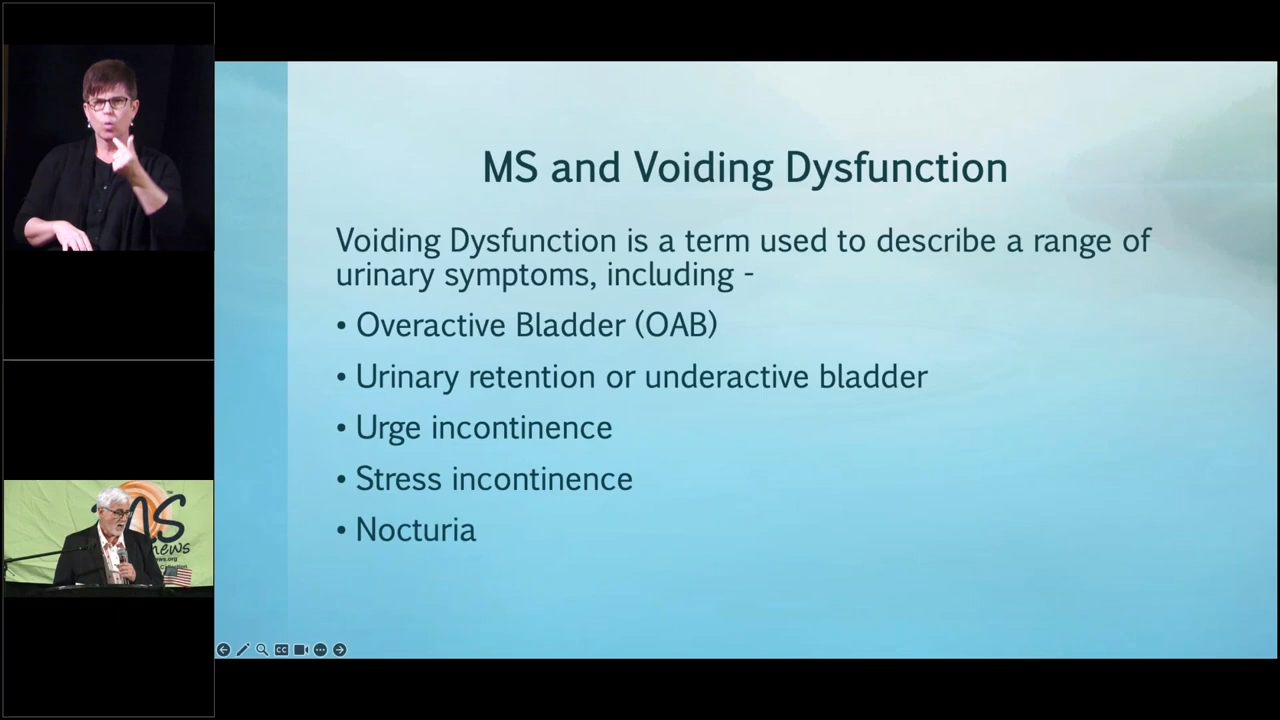 MS and Voiding Dysfunction
Voiding Dysfunction is a term used to describe a range of
urinary symptoms, including -
• Overactive Bladder (OAB)
• Urinary retention or underactive bladder
• Urge incontinence
• Stress incontinence
• Nocturia
MS
news